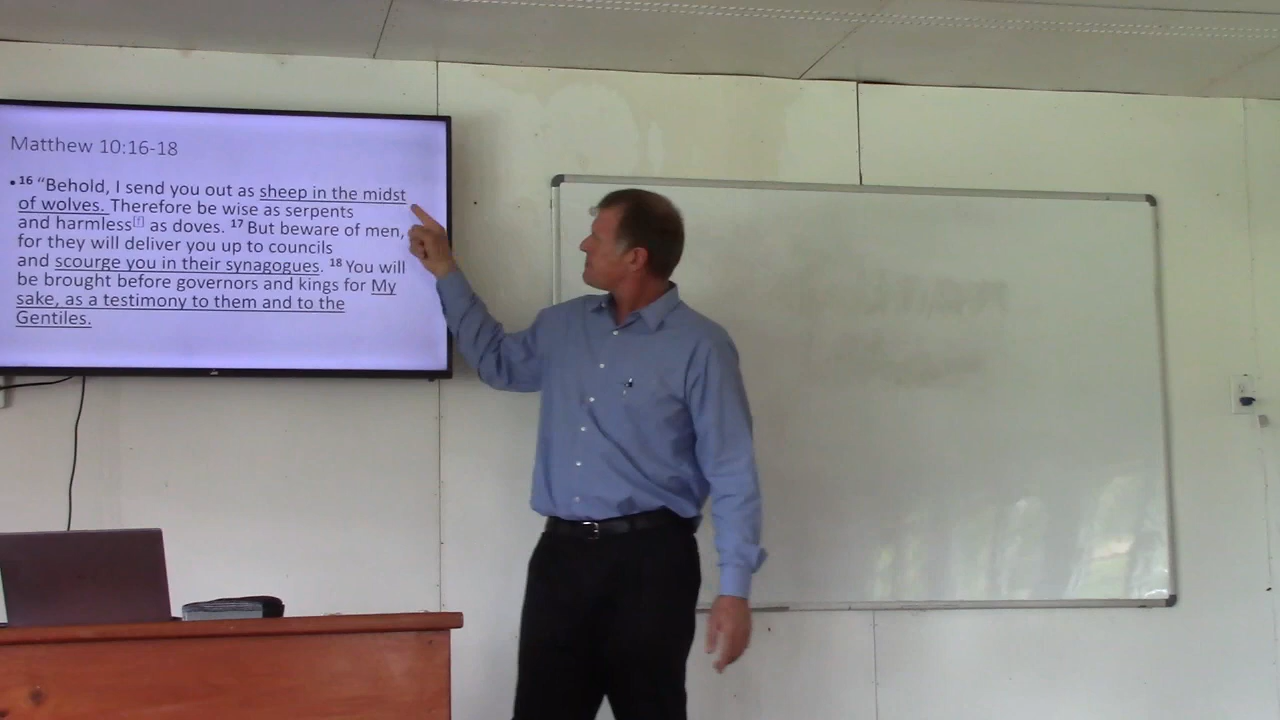 Matthew 10:16-18
•16 “Behold, I send you out as sheep in the midst
of wolves. Therefore be wise as serpents
and harmless[f] as doves. 17 But beware of men,
for they will deliver you up to councils
and scourge you in their synagogues. 18 You will
be brought before governors and kings for My
sake, as a testimony to them and to the
Gentiles.